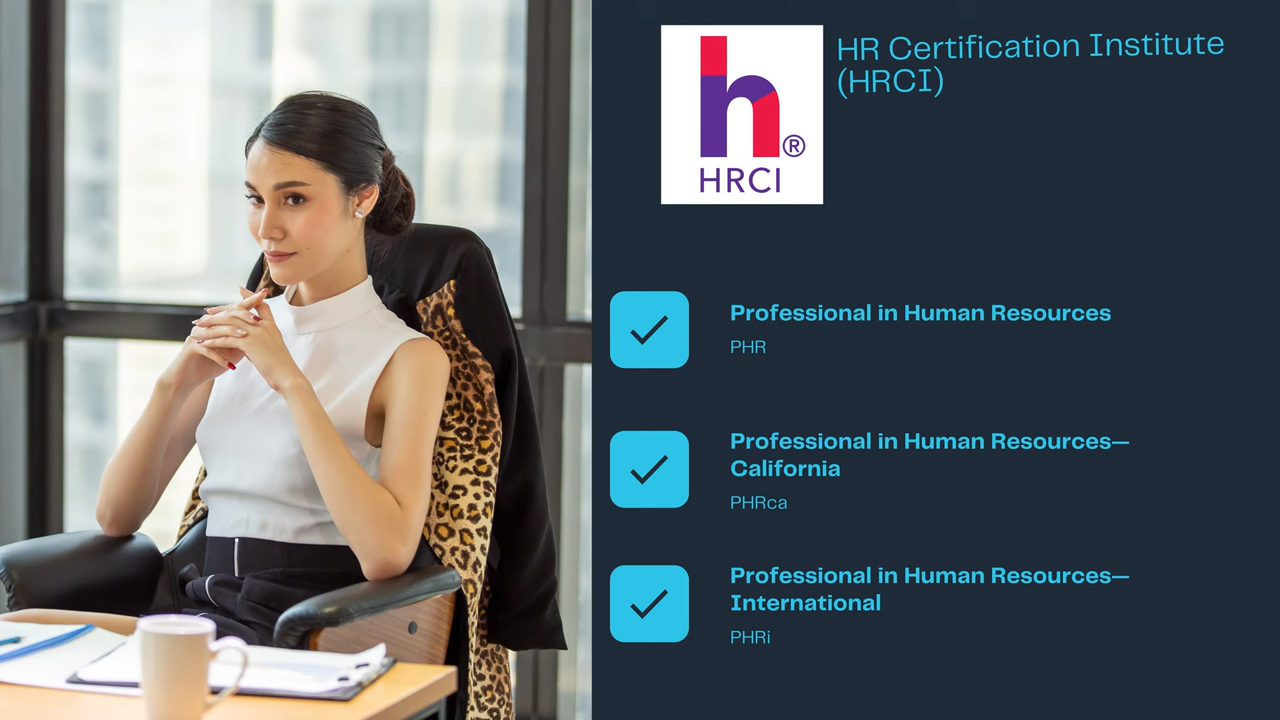 h®
HRCI
HR Certification Institute
(HRCI)
Professional in Human Resources
PHR
Professional in Human Resources—
California
PHRca
Professional in Human Resources—
International
PHRi